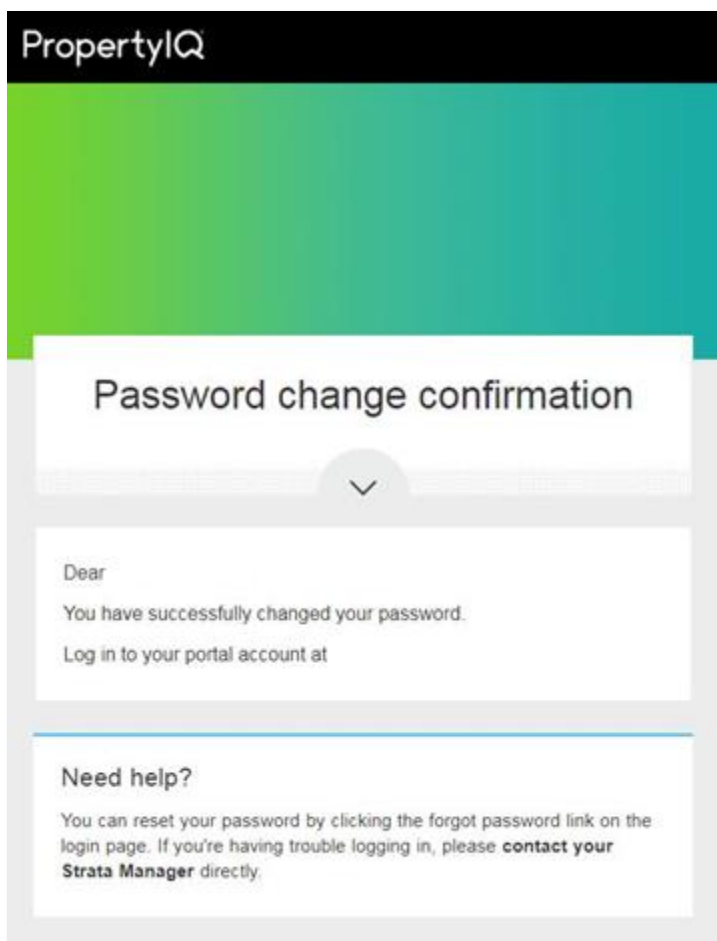 PropertyIQ
Password change confirmation
Dear
You have successfully changed your password.
Log in to your portal account at
Need help?
You can reset your password by clicking the forgot password link on the
login page. If you're having trouble logging in, please contact your
Strata Manager directly.